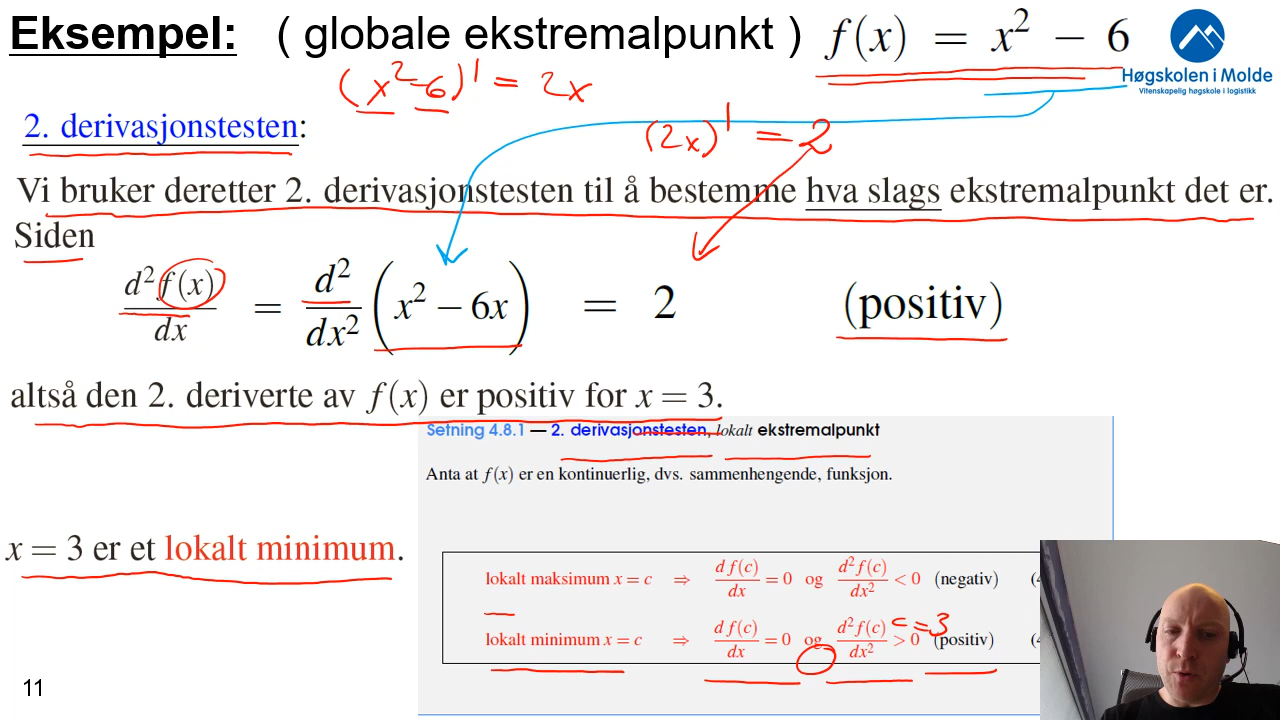 Eksempel: ( globale ekstremalpunkt ) f(x) = x² − 6
Høgskolen i Molde
Vitenskapelig høgskole i logistikk
(x²-6)' = 2x
2. derivasjonstesten:
(2x)' = 2
Vi bruker deretter 2. derivasjonstesten til å bestemme hva slags ekstremalpunkt det er.
Siden
d²f(x)/dx = d²/dx² (x² − 6x) = 2 (positiv)
altså den 2. deriverte av f(x) er positiv for x = 3.
Setning 4.8.1 — 2. derivasjonstesten, lokalt ekstremalpunkt
Anta at f(x) er en kontinuerlig, dvs. sammenhengende, funksjon.
x = 3 er et lokalt minimum.
lokalt maksimum x = c ⇒ df(c)/dx = 0 og d²f(c)/dx² < 0 (negativ) (4
c = 3
lokalt minimum x = c ⇒ df(c)/dx = 0 og d²f(c)/dx² > 0 (positiv) (4
11